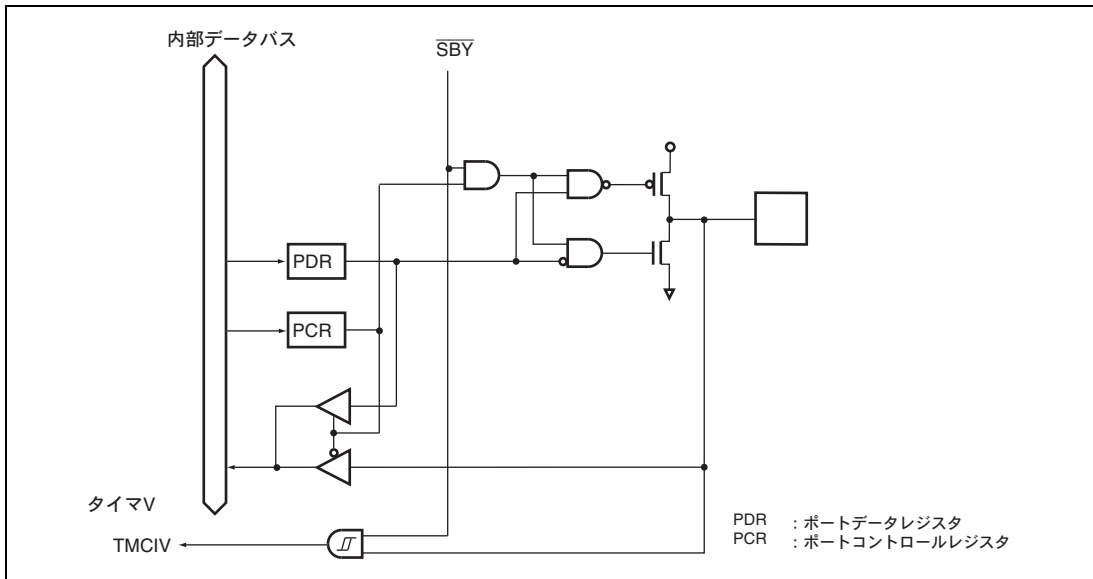 内部データバス
SBY
PDR
PCR
タイマV
TMCIV
PDR :ポートデータレジスタ
PCR :ポートコントロールレジスタ